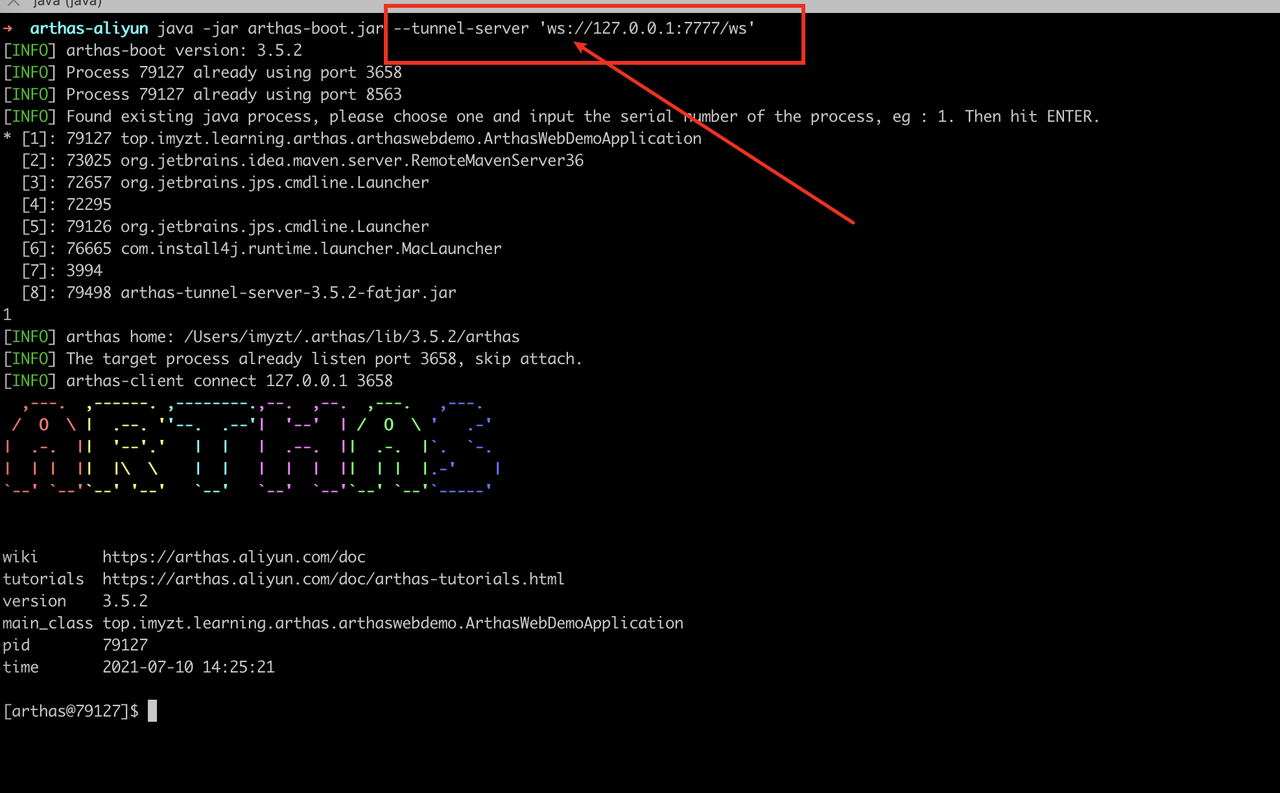 java (java)
→ arthas-aliyun java -jar arthas-boot.jar --tunnel-server 'ws://127.0.0.1:7777/ws'
[INFO] arthas-boot version: 3.5.2
[INFO] Process 79127 already using port 3658
[INFO] Process 79127 already using port 8563
[INFO] Found existing java process, please choose one and input the serial number of the process, eg : 1. Then hit ENTER.
* [1]: 79127 top.imyzt.learning.arthas.arthaswebdemo.ArthasWebDemoApplication
[2]: 73025 org.jetbrains.idea.maven.server.RemoteMavenServer36
[3]: 72657 org.jetbrains.jps.cmdline.Launcher
[4]: 72295
[5]: 79126 org.jetbrains.jps.cmdline.Launcher
[6]: 76665 com.install4j.runtime.launcher.MacLauncher
[7]: 3994
[8]: 79498 arthas-tunnel-server-3.5.2-fatjar.jar
1
[INFO] arthas home: /Users/imyzt/.arthas/lib/3.5.2/arthas
[INFO] The target process already listen port 3658, skip attach.
[INFO] arthas-client connect 127.0.0.1 3658
ARTHAS
wiki https://arthas.aliyun.com/doc
tutorials https://arthas.aliyun.com/doc/arthas-tutorials.html
version 3.5.2
main_class top.imyzt.learning.arthas.arthaswebdemo.ArthasWebDemoApplication
pid 79127
time 2021-07-10 14:25:21
[arthas@79127]$